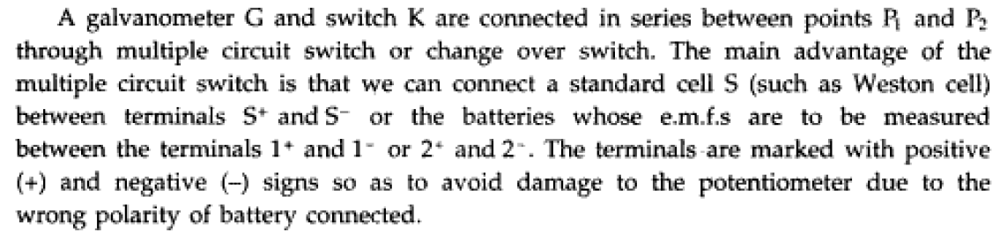 A galvanometer G and switch K are connected in series between points P₁ and P₂
through multiple circuit switch or change over switch. The main advantage of the
multiple circuit switch is that we can connect a standard cell S (such as Weston cell)
between terminals S⁺ and S⁻ or the batteries whose e.m.f.s are to be measured
between the terminals 1⁺ and 1⁻ or 2⁺ and 2⁻. The terminals are marked with positive
(+) and negative (–) signs so as to avoid damage to the potentiometer due to the
wrong polarity of battery connected.